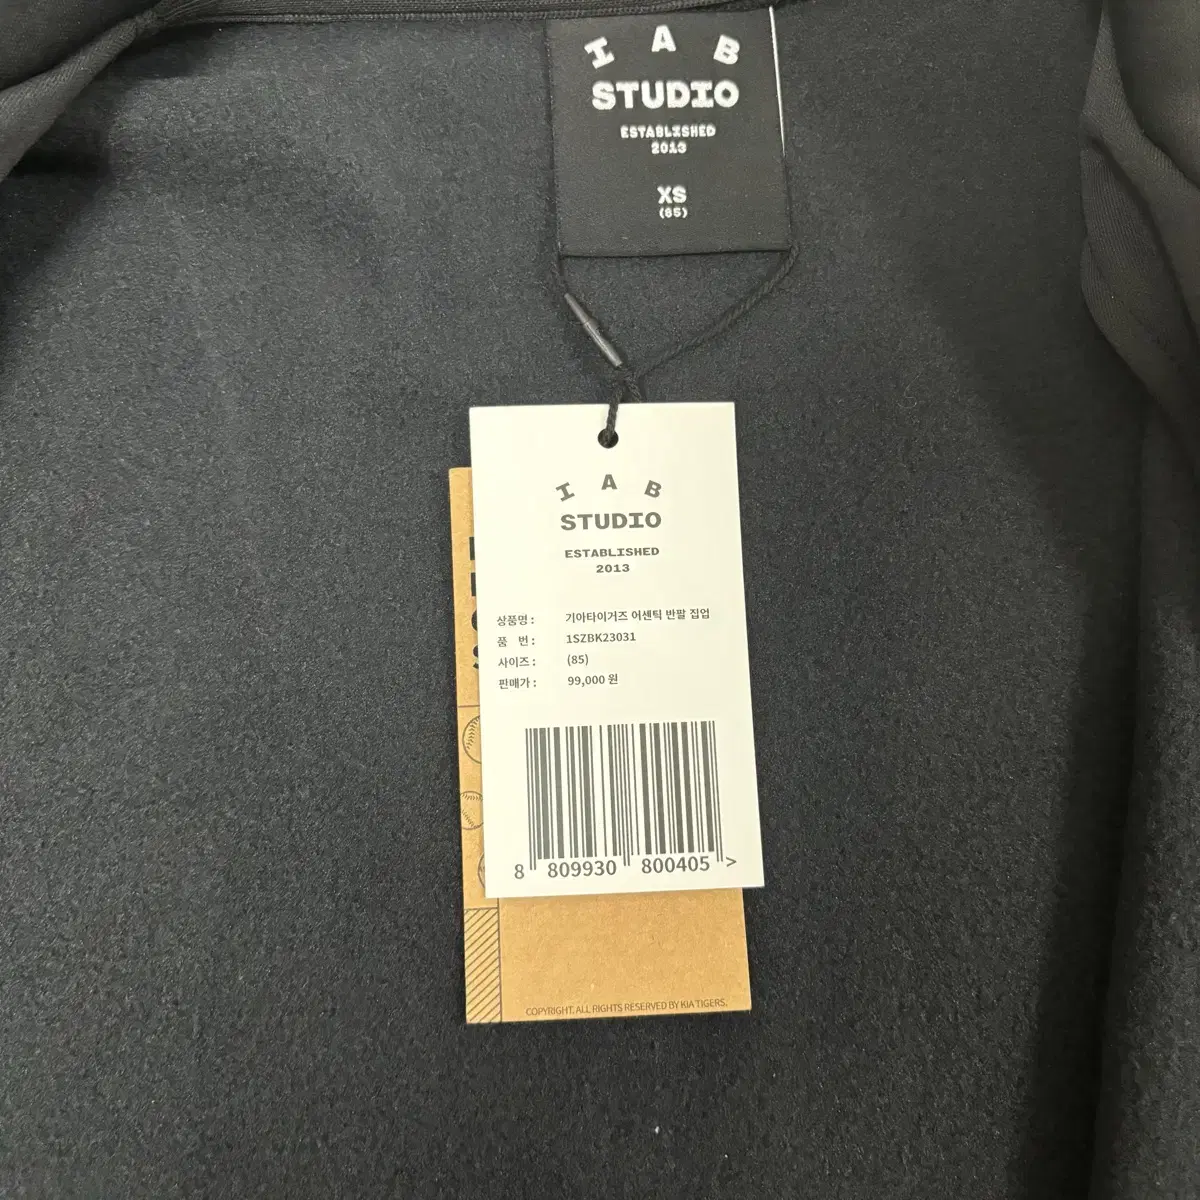 IAB
STUDIO
ESTABLISHED
2013
XS
(85)
IAB
STUDIO
ESTABLISHED
2013
상품명 : 기아타이거즈 어센틱 반팔 집업
품 번 : 1SZBK23031
사이즈 : (85)
판매가 : 99,000 원
8 809930 800405 >
COPYRIGHT. ALL RIGHTS RESERVED BY KIA TIGERS.